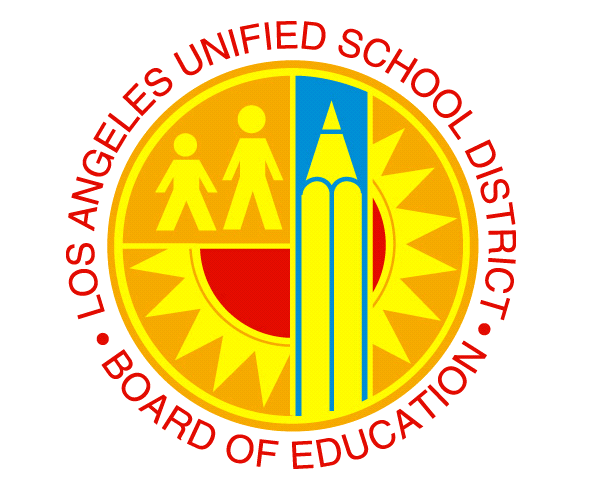 LOS ANGELES UNIFIED SCHOOL DISTRICT
• BOARD OF EDUCATION •